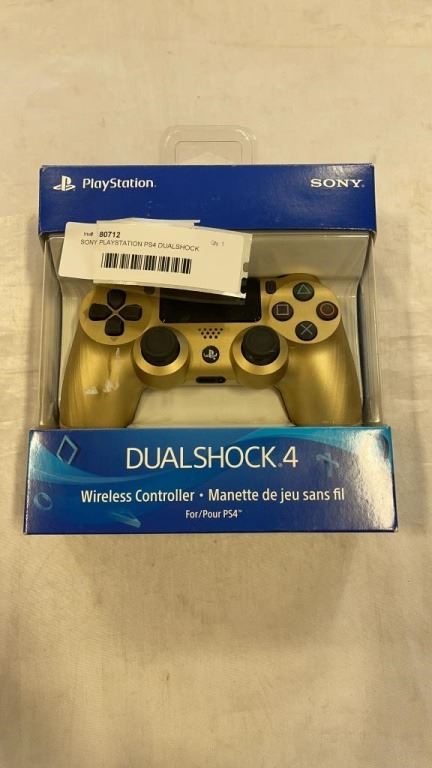 PlayStation.
SONY
Inv#: 80712
Qty: 1
SONY PLAYSTATION PS4 DUALSHOCK
DUALSHOCK®4
Wireless Controller • Manette de jeu sans fil
For/Pour PS4™